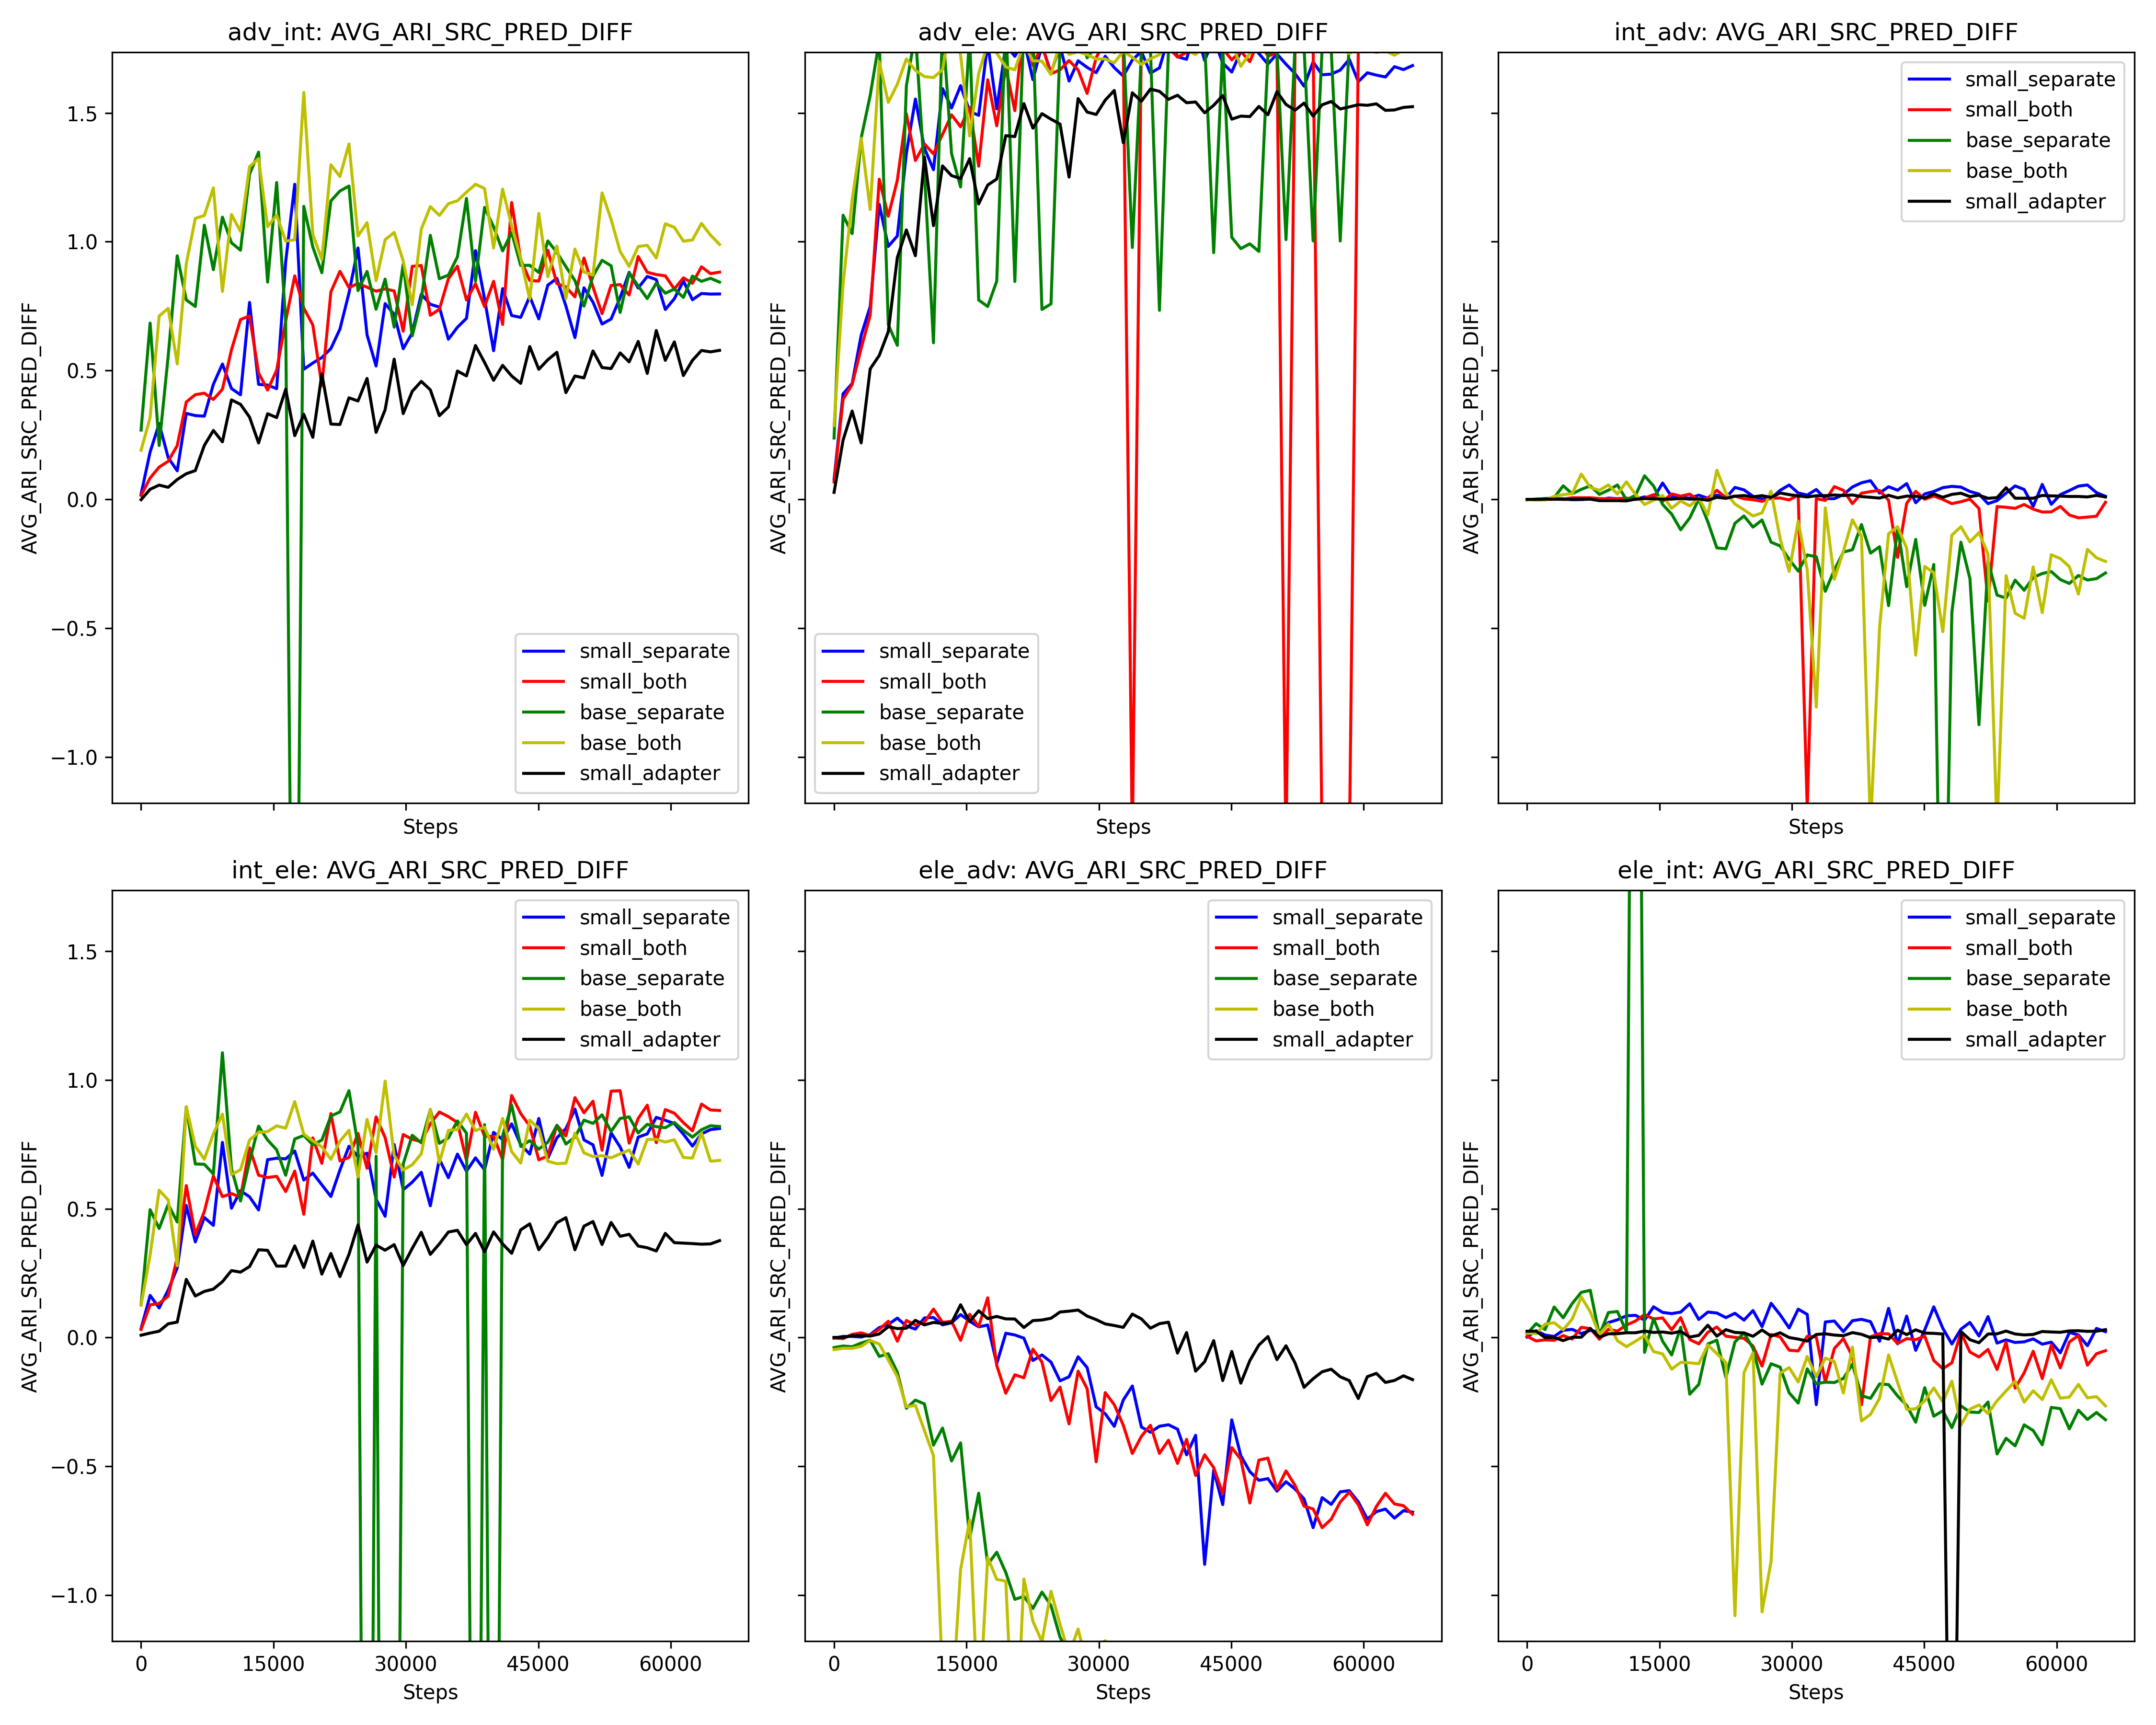 adv_int: AVG_ARI_SRC_PRED_DIFF
AVG_ARI_SRC_PRED_DIFF
1.5
1.0
0.5
0.0
−0.5
−1.0
small_separate
small_both
base_separate
base_both
small_adapter
Steps
adv_ele: AVG_ARI_SRC_PRED_DIFF
AVG_ARI_SRC_PRED_DIFF
small_separate
small_both
base_separate
base_both
small_adapter
Steps
int_adv: AVG_ARI_SRC_PRED_DIFF
AVG_ARI_SRC_PRED_DIFF
small_separate
small_both
base_separate
base_both
small_adapter
Steps
int_ele: AVG_ARI_SRC_PRED_DIFF
AVG_ARI_SRC_PRED_DIFF
1.5
1.0
0.5
0.0
−0.5
−1.0
small_separate
small_both
base_separate
base_both
small_adapter
0 15000 30000 45000 60000
Steps
ele_adv: AVG_ARI_SRC_PRED_DIFF
AVG_ARI_SRC_PRED_DIFF
small_separate
small_both
base_separate
base_both
small_adapter
0 15000 30000 45000 60000
Steps
ele_int: AVG_ARI_SRC_PRED_DIFF
AVG_ARI_SRC_PRED_DIFF
small_separate
small_both
base_separate
base_both
small_adapter
0 15000 30000 45000 60000
Steps